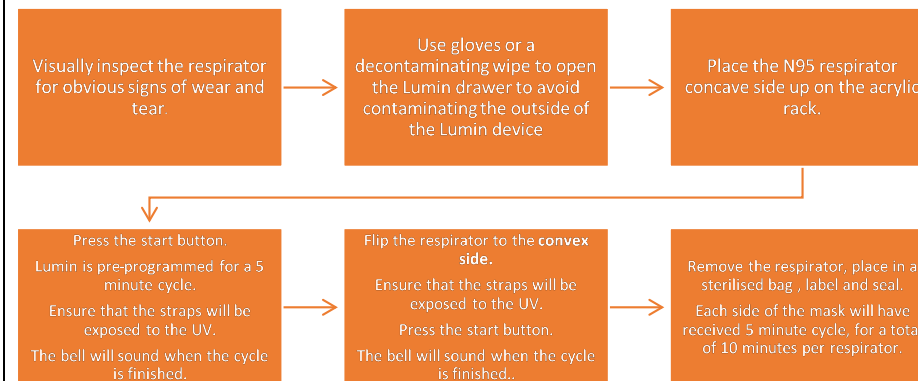 Visually inspect the respirator
for obvious signs of wear and
tear.
Use gloves or a
decontaminating wipe to open
the Lumin drawer to avoid
contaminating the outside of
the Lumin device
Place the N95 respirator
concave side up on the acrylic
rack.
Press the start button.
Lumin is pre-programmed for a 5
minute cycle.
Ensure that the straps will be
exposed to the UV.
The bell will sound when the cycle
is finished.
Flip the respirator to the convex
side.
Ensure that the straps will be
exposed to the UV.
Press the start button.
The bell will sound when the cycle
is finished..
Remove the respirator, place in a
sterilised bag , label and seal.
Each side of the mask will have
received 5 minute cycle, for a total
of 10 minutes per respirator.